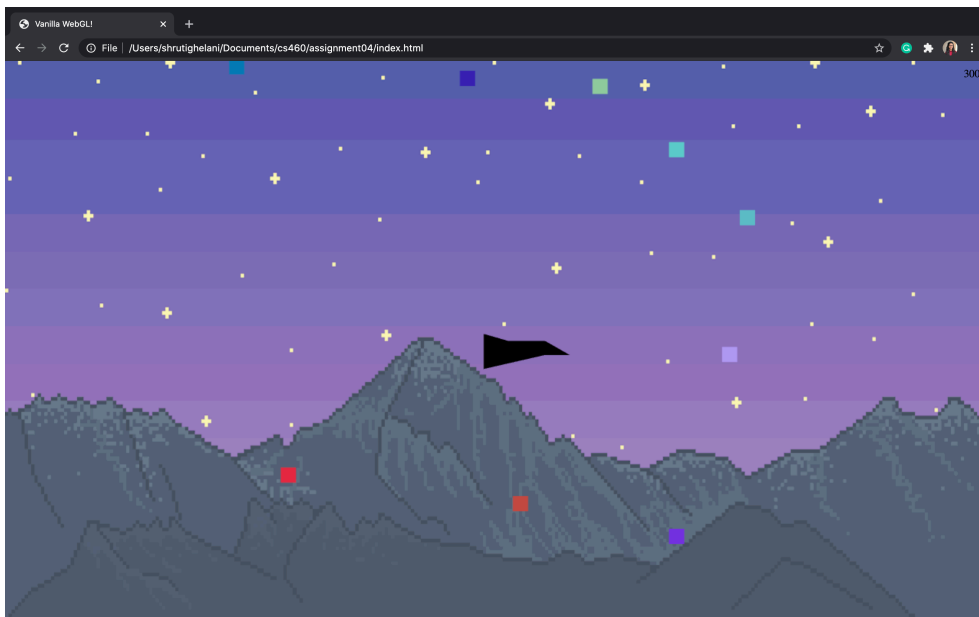 Vanilla WebGL!
File | /Users/shrutighelani/Documents/cs460/assignment04/index.html
300